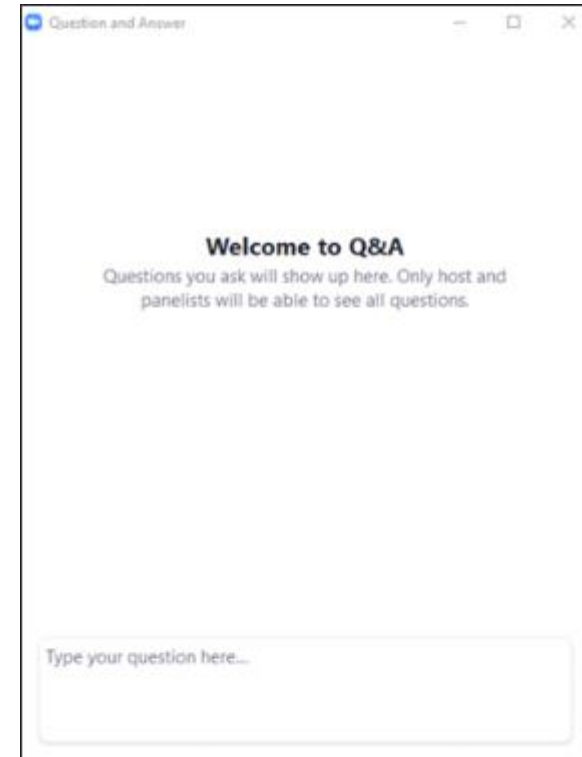 Question and Answer
Welcome to Q&A
Questions you ask will show up here. Only host and
panelists will be able to see all questions.
Type your question here...